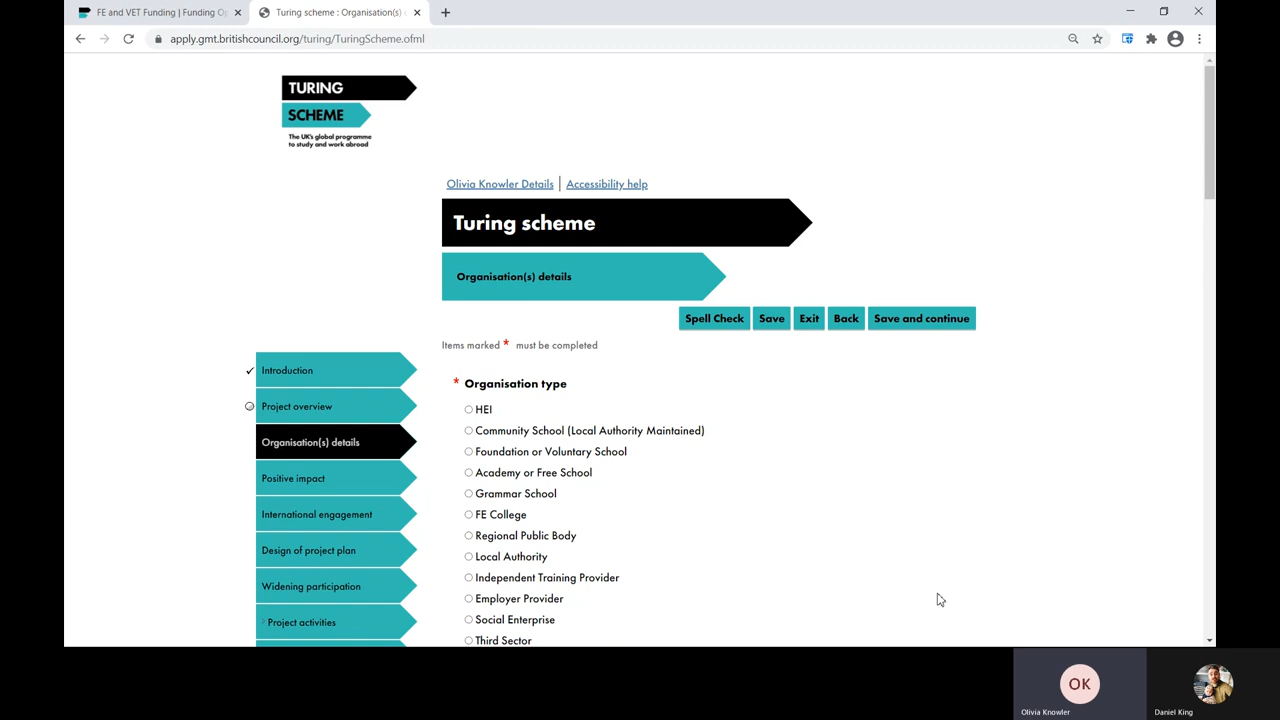 FE and VET Funding | Funding Op
Turing scheme : Organisation(s)
apply.gmt.britishcouncil.org/turing/TuringScheme.ofml
TURING
SCHEME
The UK's global programme
to study and work abroad
Olivia Knowler Details | Accessibility help
Turing scheme
Organisation(s) details
Spell Check Save Exit Back Save and continue
Items marked * must be completed
Introduction
Project overview
Organisation(s) details
Positive impact
International engagement
Design of project plan
Widening participation
Project activities
* Organisation type
HEI
Community School (Local Authority Maintained)
Foundation or Voluntary School
Academy or Free School
Grammar School
FE College
Regional Public Body
Local Authority
Independent Training Provider
Employer Provider
Social Enterprise
Third Sector
OK
Olivia Knowler
Daniel King